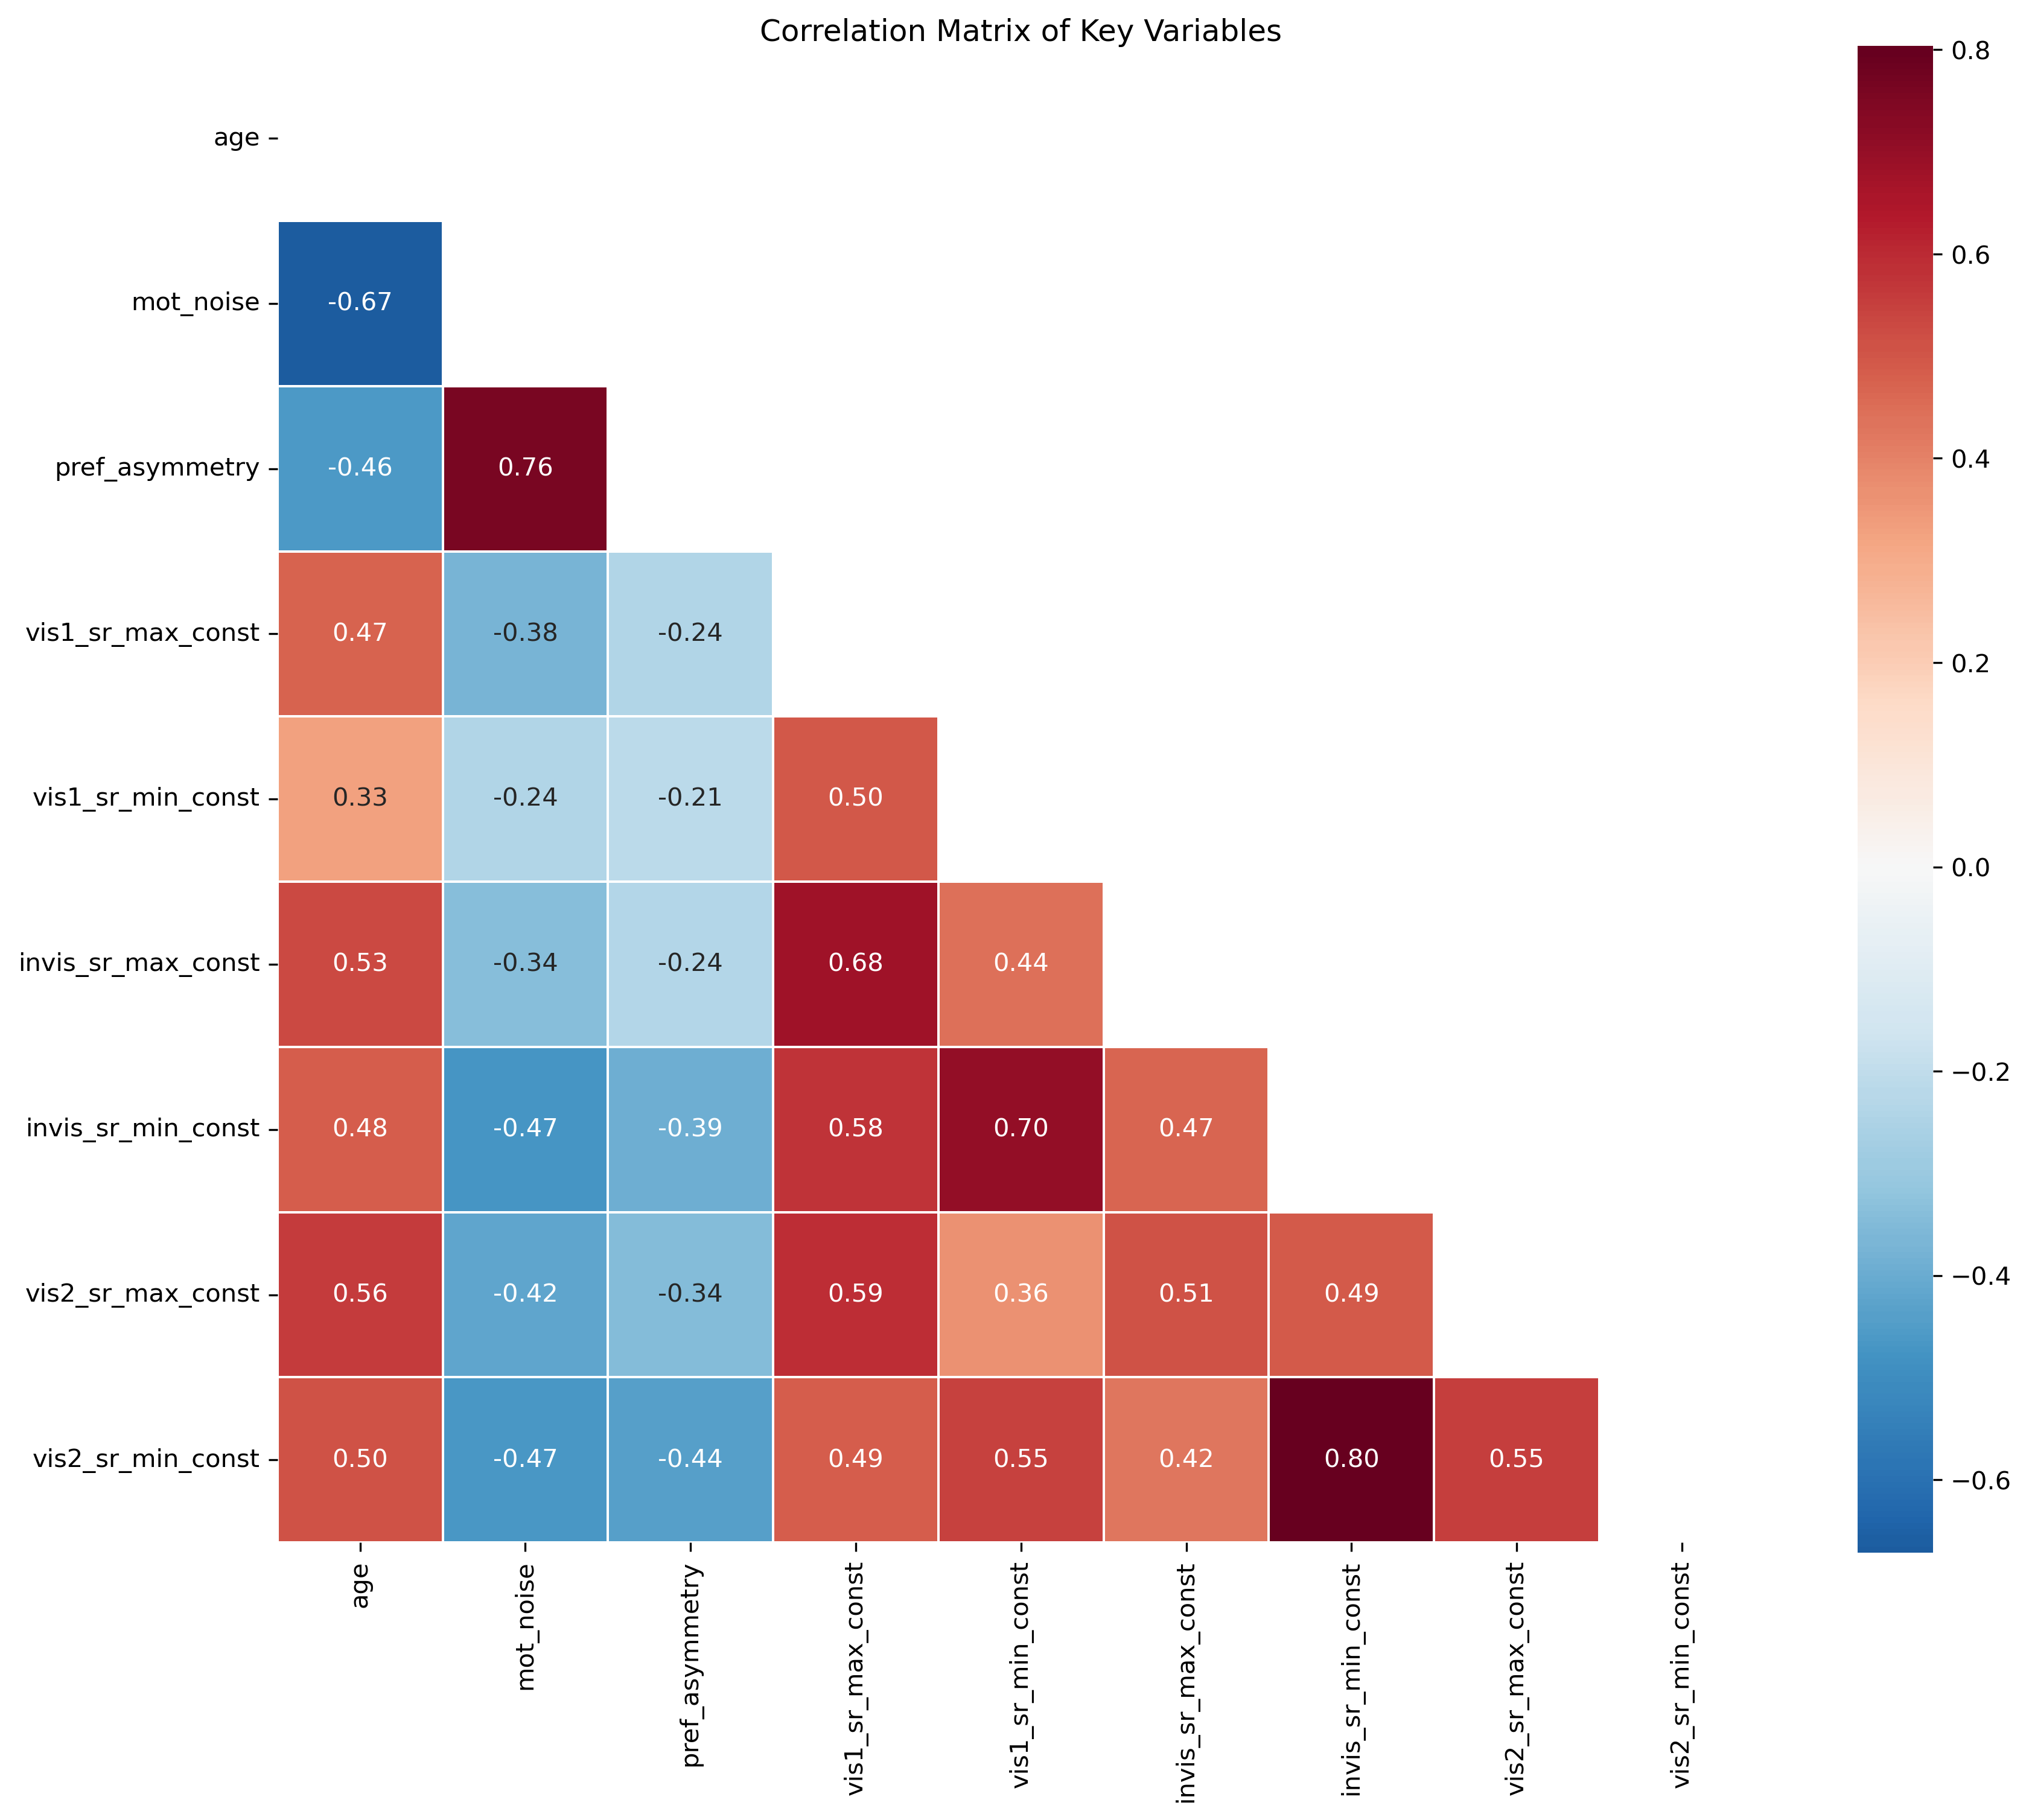 Correlation Matrix of Key Variables
age
mot_noise -0.67
pref_asymmetry -0.46 0.76
vis1_sr_max_const 0.47 -0.38 -0.24
vis1_sr_min_const 0.33 -0.24 -0.21 0.50
invis_sr_max_const 0.53 -0.34 -0.24 0.68 0.44
invis_sr_min_const 0.48 -0.47 -0.39 0.58 0.70 0.47
vis2_sr_max_const 0.56 -0.42 -0.34 0.59 0.36 0.51 0.49
vis2_sr_min_const 0.50 -0.47 -0.44 0.49 0.55 0.42 0.80 0.55
age
mot_noise
pref_asymmetry
vis1_sr_max_const
vis1_sr_min_const
invis_sr_max_const
invis_sr_min_const
vis2_sr_max_const
vis2_sr_min_const
0.8
0.6
0.4
0.2
0.0
−0.2
−0.4
−0.6